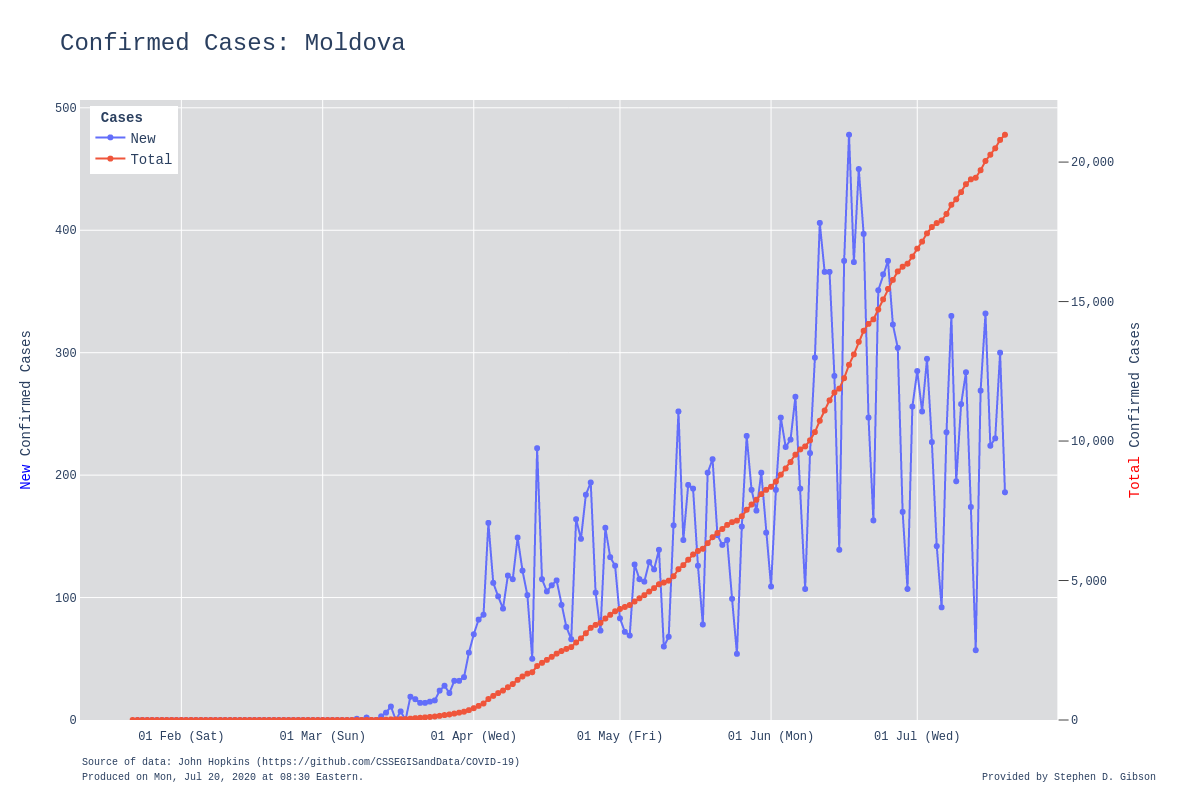 Confirmed Cases: Moldova
Cases
New
Total
500
400
300
200
100
0
20,000
15,000
10,000
5,000
0
New Confirmed Cases
Total Confirmed Cases
01 Feb (Sat)
01 Mar (Sun)
01 Apr (Wed)
01 May (Fri)
01 Jun (Mon)
01 Jul (Wed)
Source of data: John Hopkins (https://github.com/CSSEGISandData/COVID-19)
Produced on Mon, Jul 20, 2020 at 08:30 Eastern.
Provided by Stephen D. Gibson